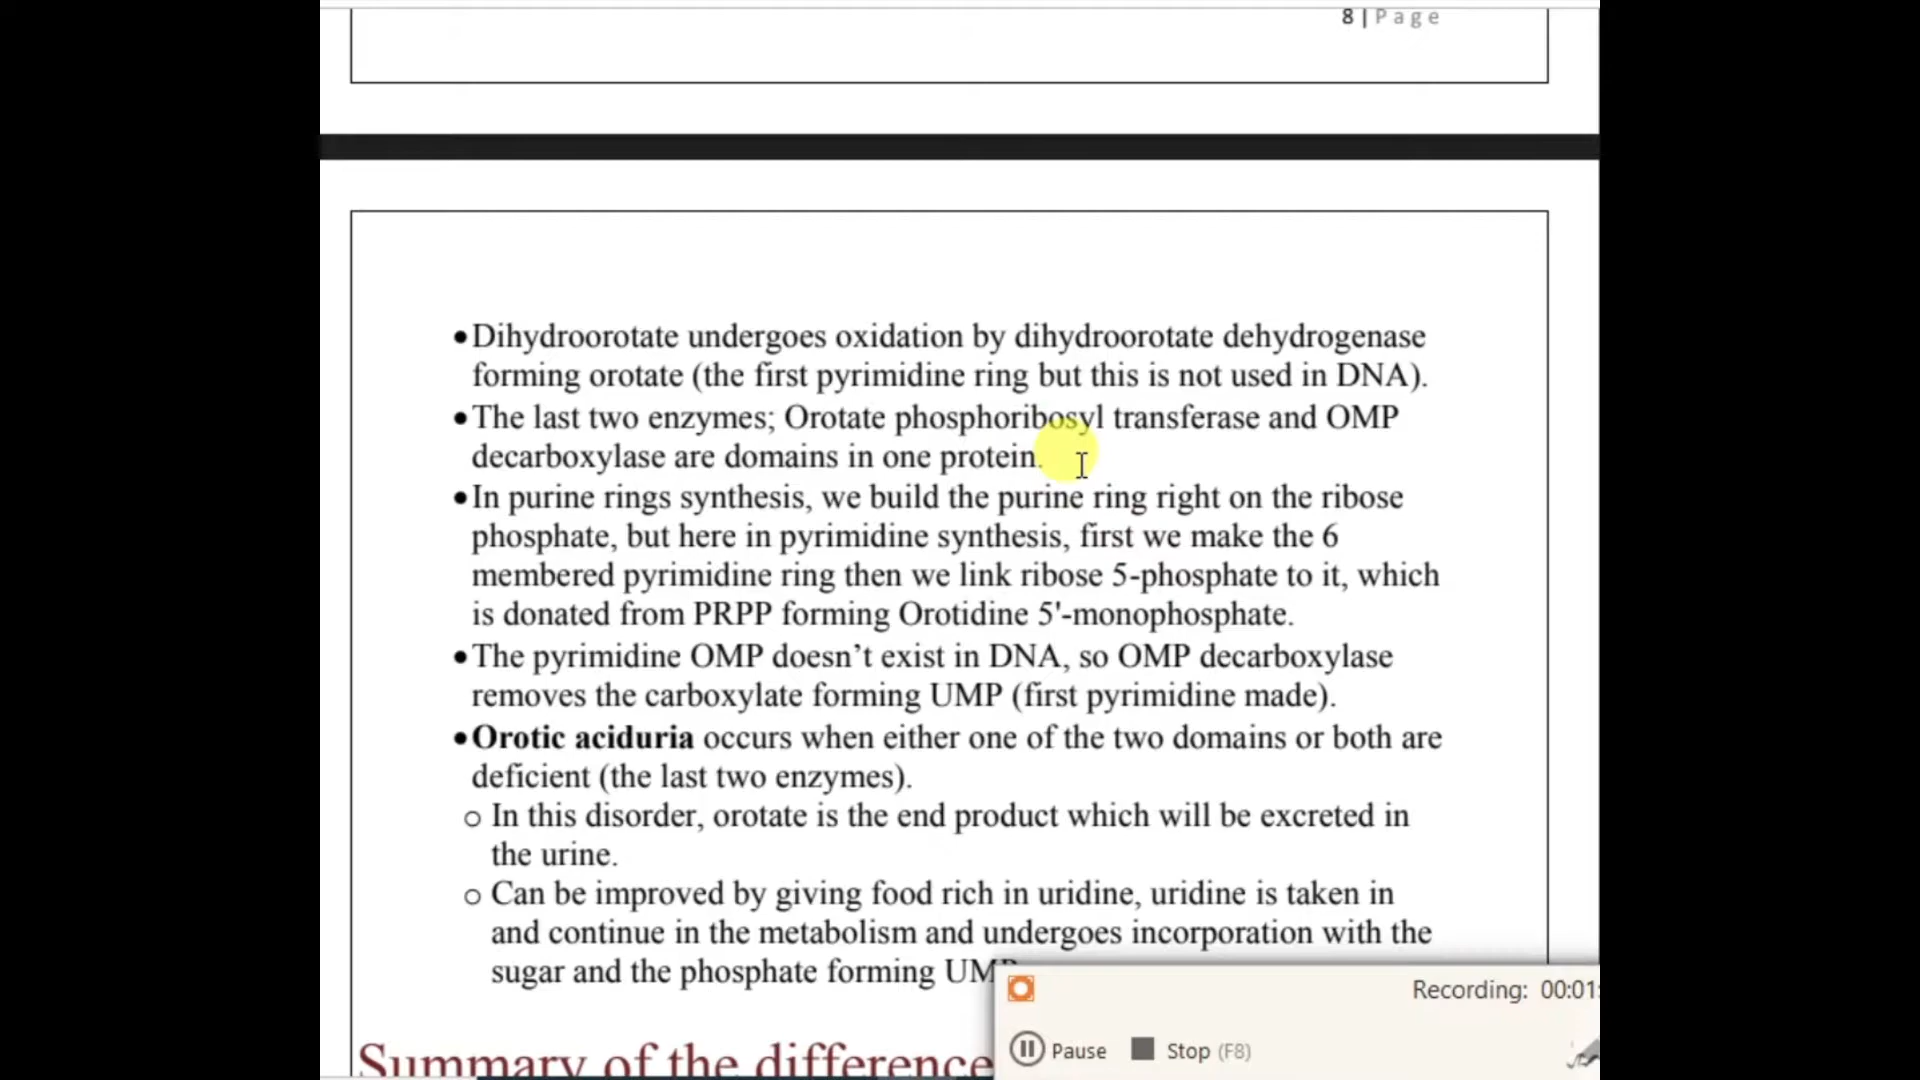 8 | Page
•Dihydroorotate undergoes oxidation by dihydroorotate dehydrogenase
forming orotate (the first pyrimidine ring but this is not used in DNA).
•The last two enzymes; Orotate phosphoribosyl transferase and OMP
decarboxylase are domains in one protein.
•In purine rings synthesis, we build the purine ring right on the ribose
phosphate, but here in pyrimidine synthesis, first we make the 6
membered pyrimidine ring then we link ribose 5-phosphate to it, which
is donated from PRPP forming Orotidine 5'-monophosphate.
•The pyrimidine OMP doesn’t exist in DNA, so OMP decarboxylase
removes the carboxylate forming UMP (first pyrimidine made).
•Orotic aciduria occurs when either one of the two domains or both are
deficient (the last two enzymes).
o In this disorder, orotate is the end product which will be excreted in
the urine.
o Can be improved by giving food rich in uridine, uridine is taken in
and continue in the metabolism and undergoes incorporation with the
sugar and the phosphate forming UMP
Recording: 00:01:
Pause Stop (F8)
Summary of the difference